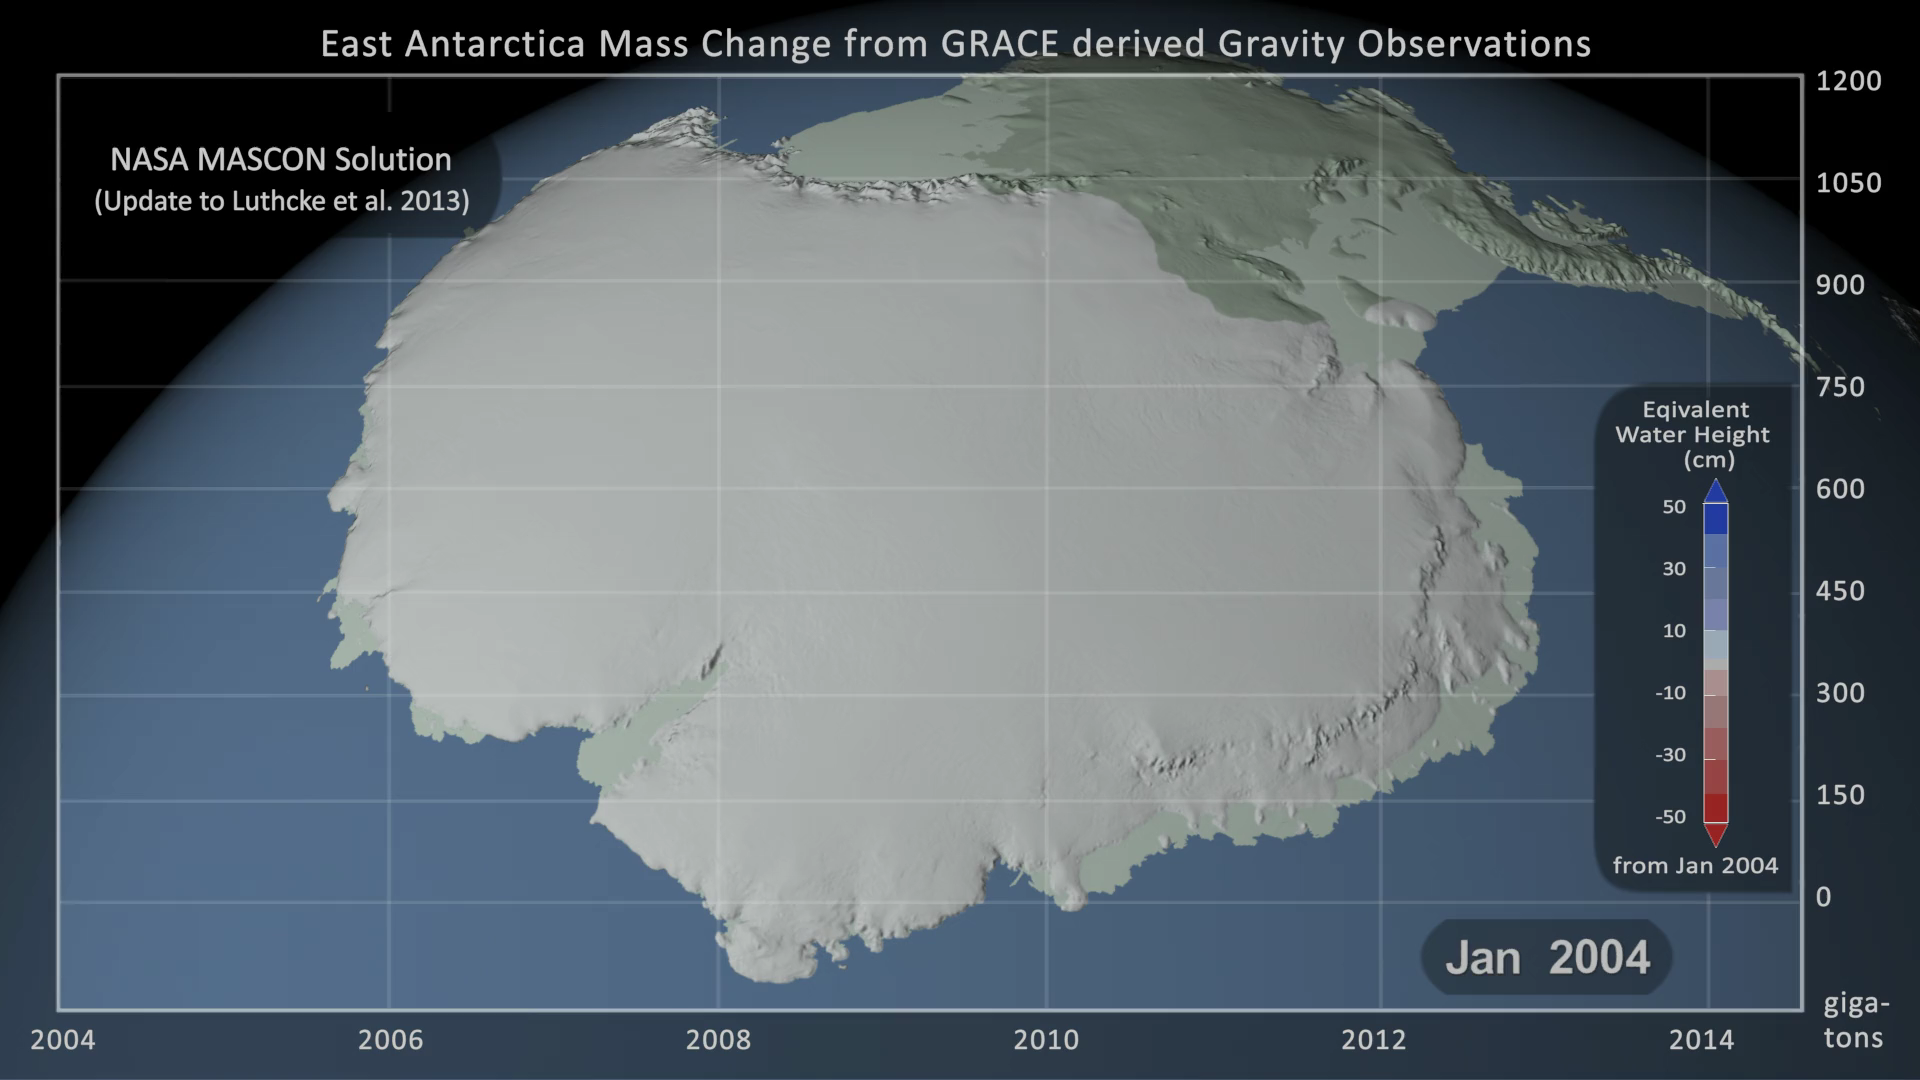 East Antarctica Mass Change from GRACE derived Gravity Observations
NASA MASCON Solution
(Update to Luthcke et al. 2013)
1200
1050
900
750
600
450
300
150
0
giga-
tons
Eqivalent
Water Height
(cm)
50
30
10
-10
-30
-50
from Jan 2004
Jan 2004
2004 2006 2008 2010 2012 2014